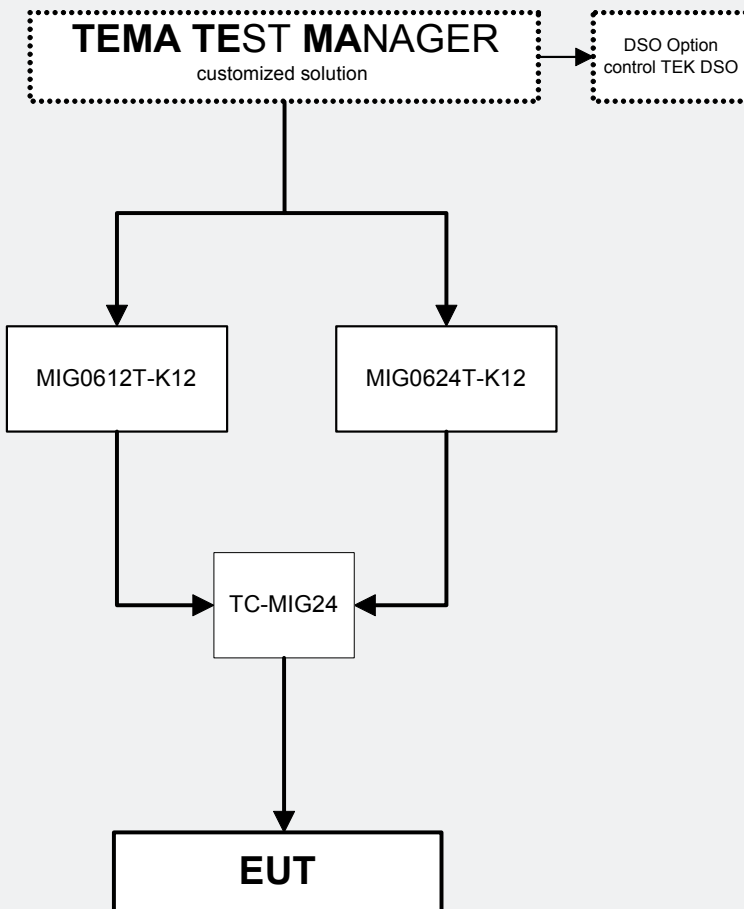 TEMA TEST MANAGER
customized solution
DSO Option
control TEK DSO
MIG0612T-K12
MIG0624T-K12
TC-MIG24
EUT